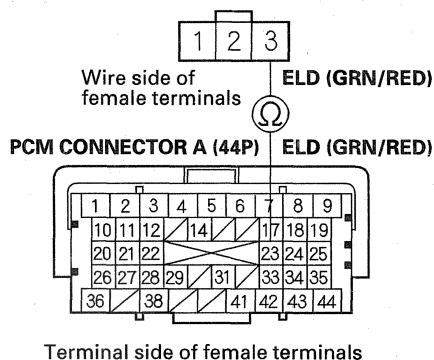 1 2 3
Wire side of ELD (GRN/RED)
female terminals
Ω
PCM CONNECTOR A (44P) ELD (GRN/RED)
1 2 3 4 5 6 7 8 9
10 11 12 14 17 18 19
20 21 22 23 24 25
26 27 28 29 31 33 34 35
36 38 41 42 43 44
Terminal side of female terminals